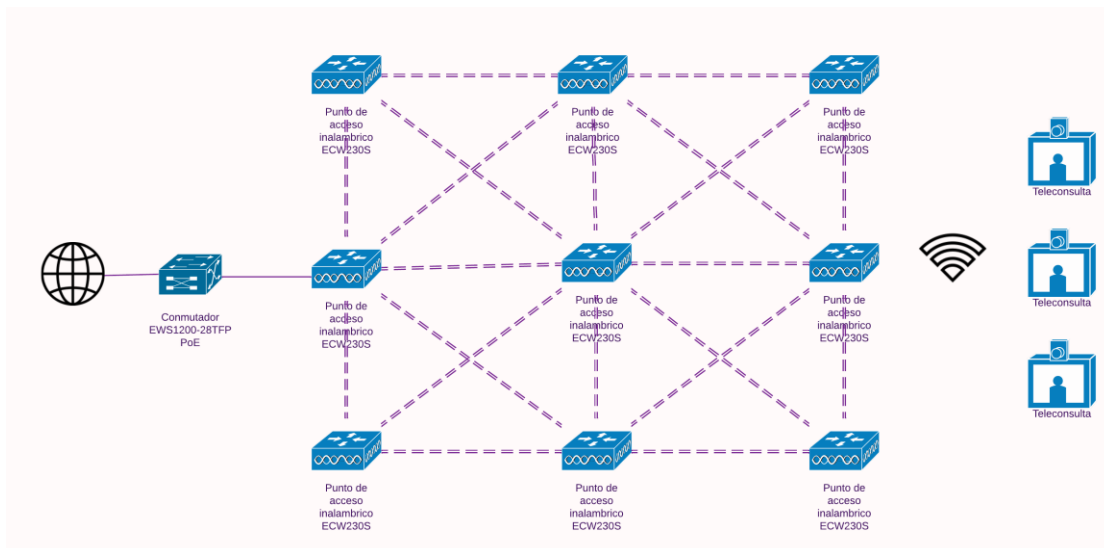 Punto de
acceso
inalambrico
ECW230S
Punto de
acceso
inalambrico
ECW230S
Punto de
acceso
inalambrico
ECW230S
Teleconsulta
Conmutador
EWS1200-28TFP
PoE
Punto de
acceso
inalambrico
ECW230S
Punto de
acceso
inalambrico
ECW230S
Punto de
acceso
inalambrico
ECW230S
Teleconsulta
Teleconsulta
Punto de
acceso
inalambrico
ECW230S
Punto de
acceso
inalambrico
ECW230S
Punto de
acceso
inalambrico
ECW230S